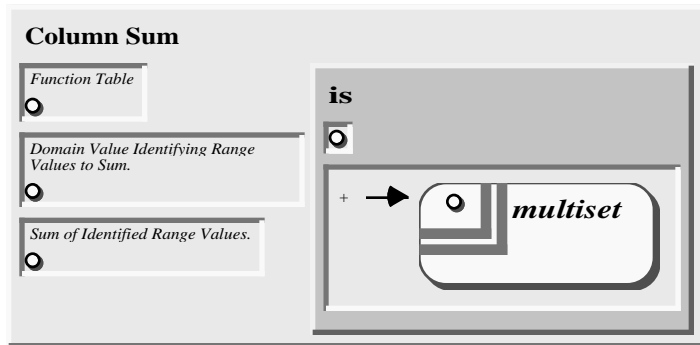 Column Sum
Function Table
Domain Value Identifying Range
Values to Sum.
Sum of Identified Range Values.
is
+
multiset